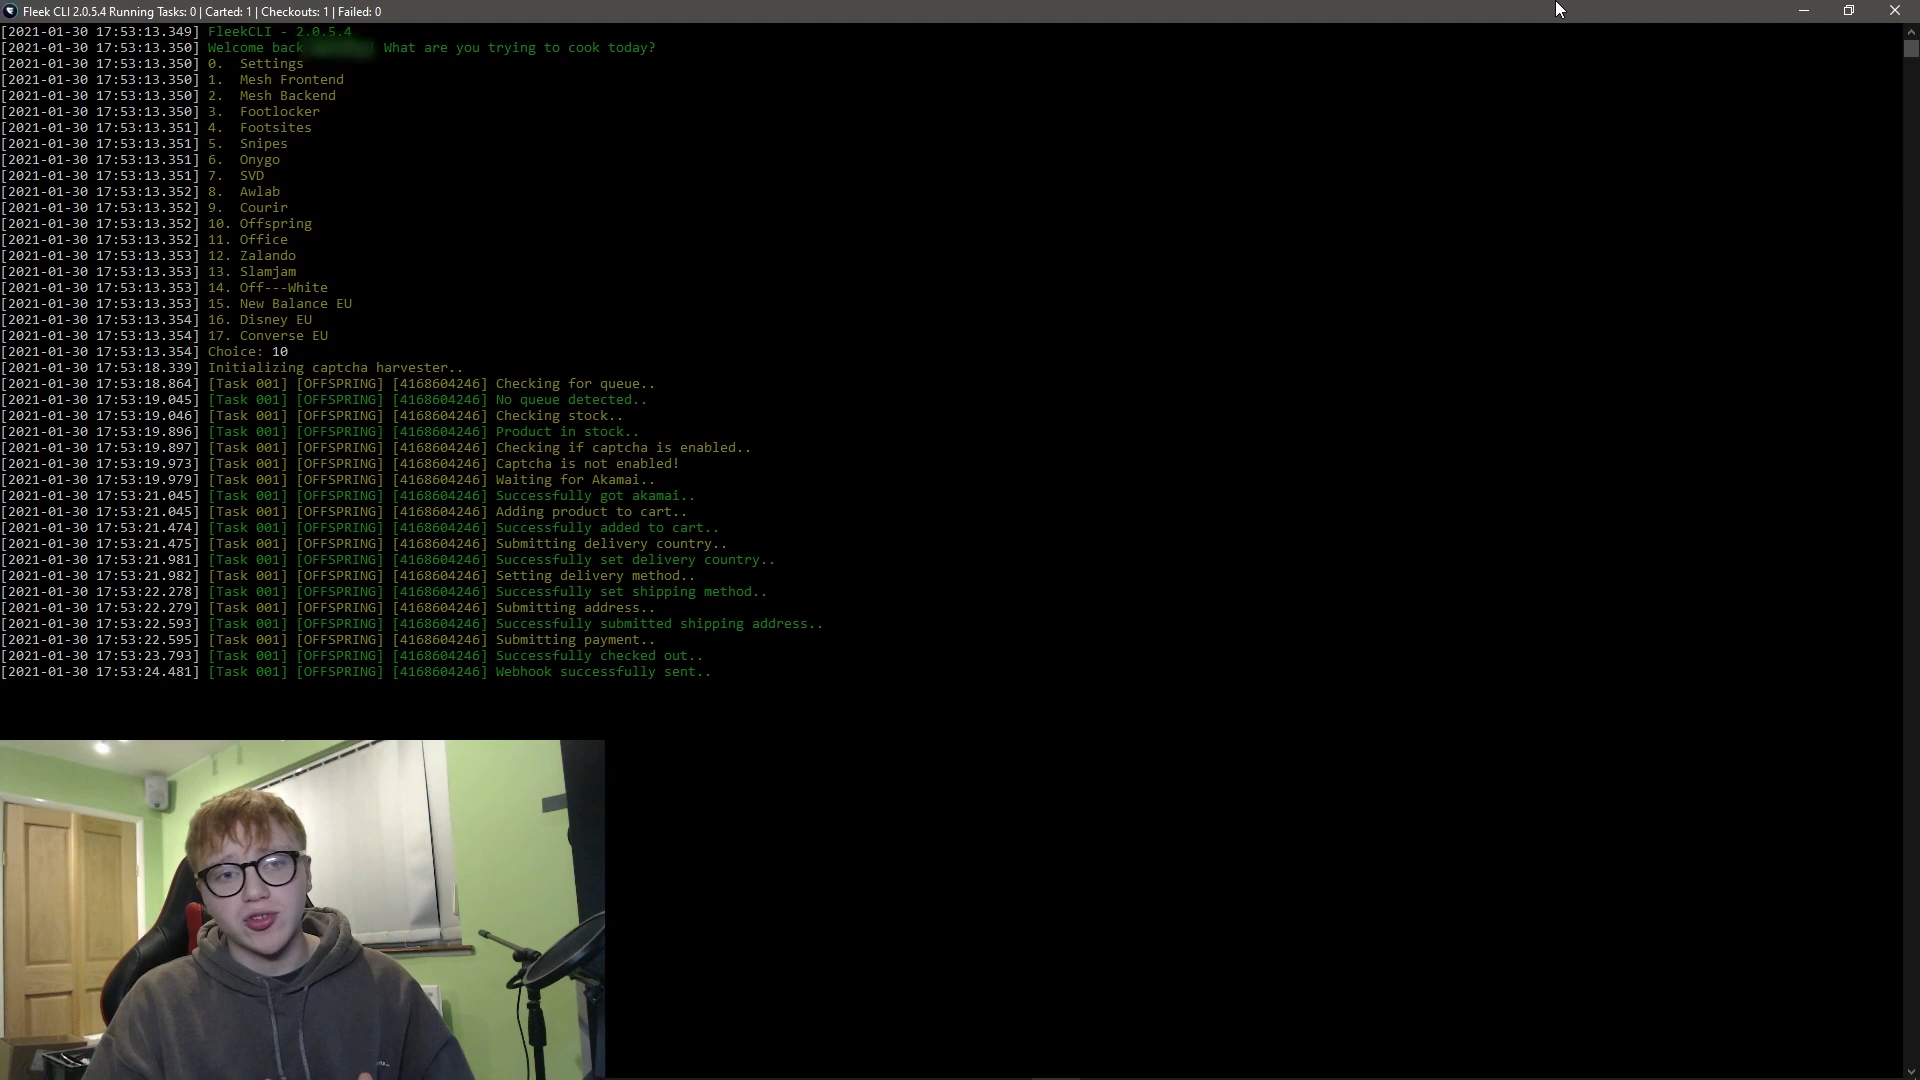 Fleek CLI 2.0.5.4 Running Tasks: 0 | Carted: 1 | Checkouts: 1 | Failed: 0
[2021-01-30 17:53:13.349] FleekCLI - 2.0.5.4
[2021-01-30 17:53:13.350] Welcome back ! What are you trying to cook today?
[2021-01-30 17:53:13.350] 0. Settings
[2021-01-30 17:53:13.350] 1. Mesh Frontend
[2021-01-30 17:53:13.350] 2. Mesh Backend
[2021-01-30 17:53:13.350] 3. Footlocker
[2021-01-30 17:53:13.351] 4. Footsites
[2021-01-30 17:53:13.351] 5. Snipes
[2021-01-30 17:53:13.351] 6. Onygo
[2021-01-30 17:53:13.351] 7. SVD
[2021-01-30 17:53:13.352] 8. Awlab
[2021-01-30 17:53:13.352] 9. Courir
[2021-01-30 17:53:13.352] 10. Offspring
[2021-01-30 17:53:13.352] 11. Office
[2021-01-30 17:53:13.353] 12. Zalando
[2021-01-30 17:53:13.353] 13. Slamjam
[2021-01-30 17:53:13.353] 14. Off---White
[2021-01-30 17:53:13.353] 15. New Balance EU
[2021-01-30 17:53:13.354] 16. Disney EU
[2021-01-30 17:53:13.354] 17. Converse EU
[2021-01-30 17:53:13.354] Choice: 10
[2021-01-30 17:53:18.339] Initializing captcha harvester..
[2021-01-30 17:53:18.864] [Task 001] [OFFSPRING] [4168604246] Checking for queue..
[2021-01-30 17:53:19.045] [Task 001] [OFFSPRING] [4168604246] No queue detected..
[2021-01-30 17:53:19.046] [Task 001] [OFFSPRING] [4168604246] Checking stock..
[2021-01-30 17:53:19.896] [Task 001] [OFFSPRING] [4168604246] Product in stock..
[2021-01-30 17:53:19.897] [Task 001] [OFFSPRING] [4168604246] Checking if captcha is enabled..
[2021-01-30 17:53:19.973] [Task 001] [OFFSPRING] [4168604246] Captcha is not enabled!
[2021-01-30 17:53:19.979] [Task 001] [OFFSPRING] [4168604246] Waiting for Akamai..
[2021-01-30 17:53:21.045] [Task 001] [OFFSPRING] [4168604246] Successfully got akamai..
[2021-01-30 17:53:21.045] [Task 001] [OFFSPRING] [4168604246] Adding product to cart..
[2021-01-30 17:53:21.474] [Task 001] [OFFSPRING] [4168604246] Successfully added to cart..
[2021-01-30 17:53:21.475] [Task 001] [OFFSPRING] [4168604246] Submitting delivery country..
[2021-01-30 17:53:21.981] [Task 001] [OFFSPRING] [4168604246] Successfully set delivery country..
[2021-01-30 17:53:21.982] [Task 001] [OFFSPRING] [4168604246] Setting delivery method..
[2021-01-30 17:53:22.278] [Task 001] [OFFSPRING] [4168604246] Successfully set shipping method..
[2021-01-30 17:53:22.279] [Task 001] [OFFSPRING] [4168604246] Submitting address..
[2021-01-30 17:53:22.593] [Task 001] [OFFSPRING] [4168604246] Successfully submitted shipping address..
[2021-01-30 17:53:22.595] [Task 001] [OFFSPRING] [4168604246] Submitting payment..
[2021-01-30 17:53:23.793] [Task 001] [OFFSPRING] [4168604246] Successfully checked out..
[2021-01-30 17:53:24.481] [Task 001] [OFFSPRING] [4168604246] Webhook successfully sent..